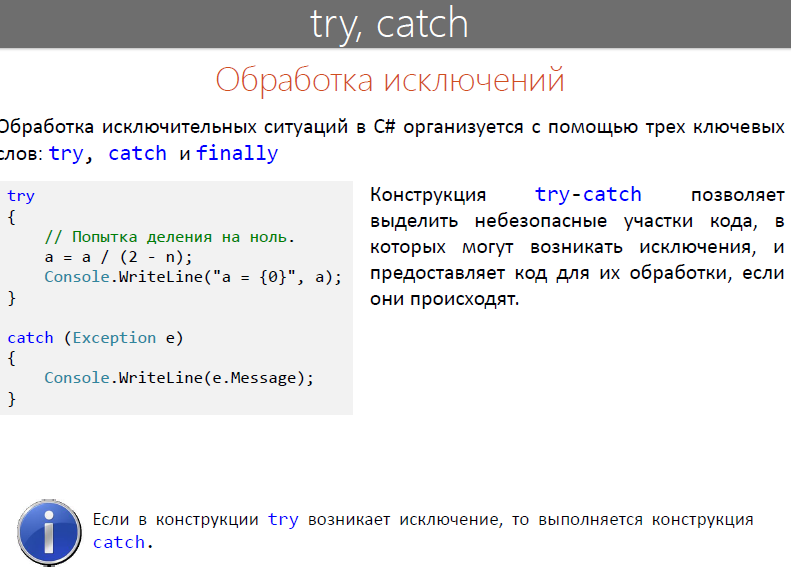 try, catch
Обработка исключений
Обработка исключительных ситуаций в C# организуется с помощью трех ключевых
слов: try, catch и finally
try
{
    // Попытка деления на ноль.
    a = a / (2 - n);
    Console.WriteLine("a = {0}", a);
}
catch (Exception e)
{
    Console.WriteLine(e.Message);
}
Конструкция try-catch позволяет
выделить небезопасные участки кода, в
которых могут возникать исключения, и
предоставляет код для их обработки, если
они происходят.
Если в конструкции try возникает исключение, то выполняется конструкция
catch.